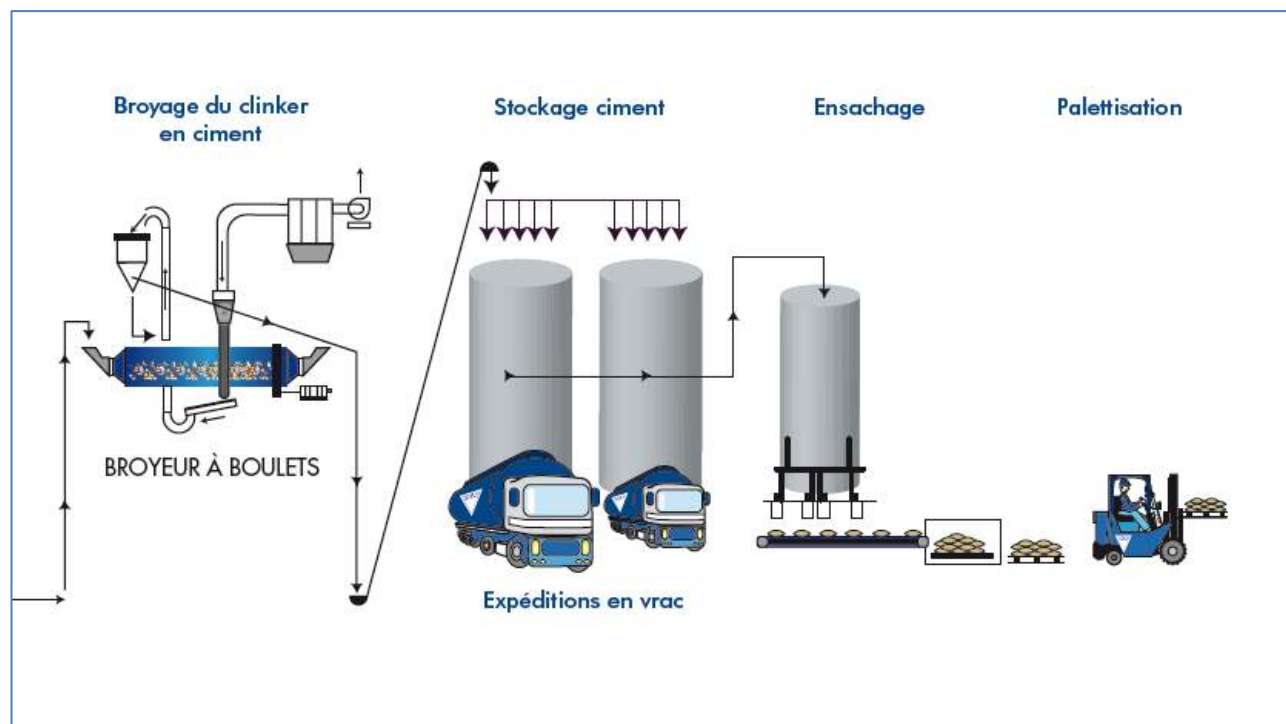 Broyage du clinker
en ciment
Stockage ciment
Ensachage
Palettisation
BROYEUR À BOULETS
Expéditions en vrac